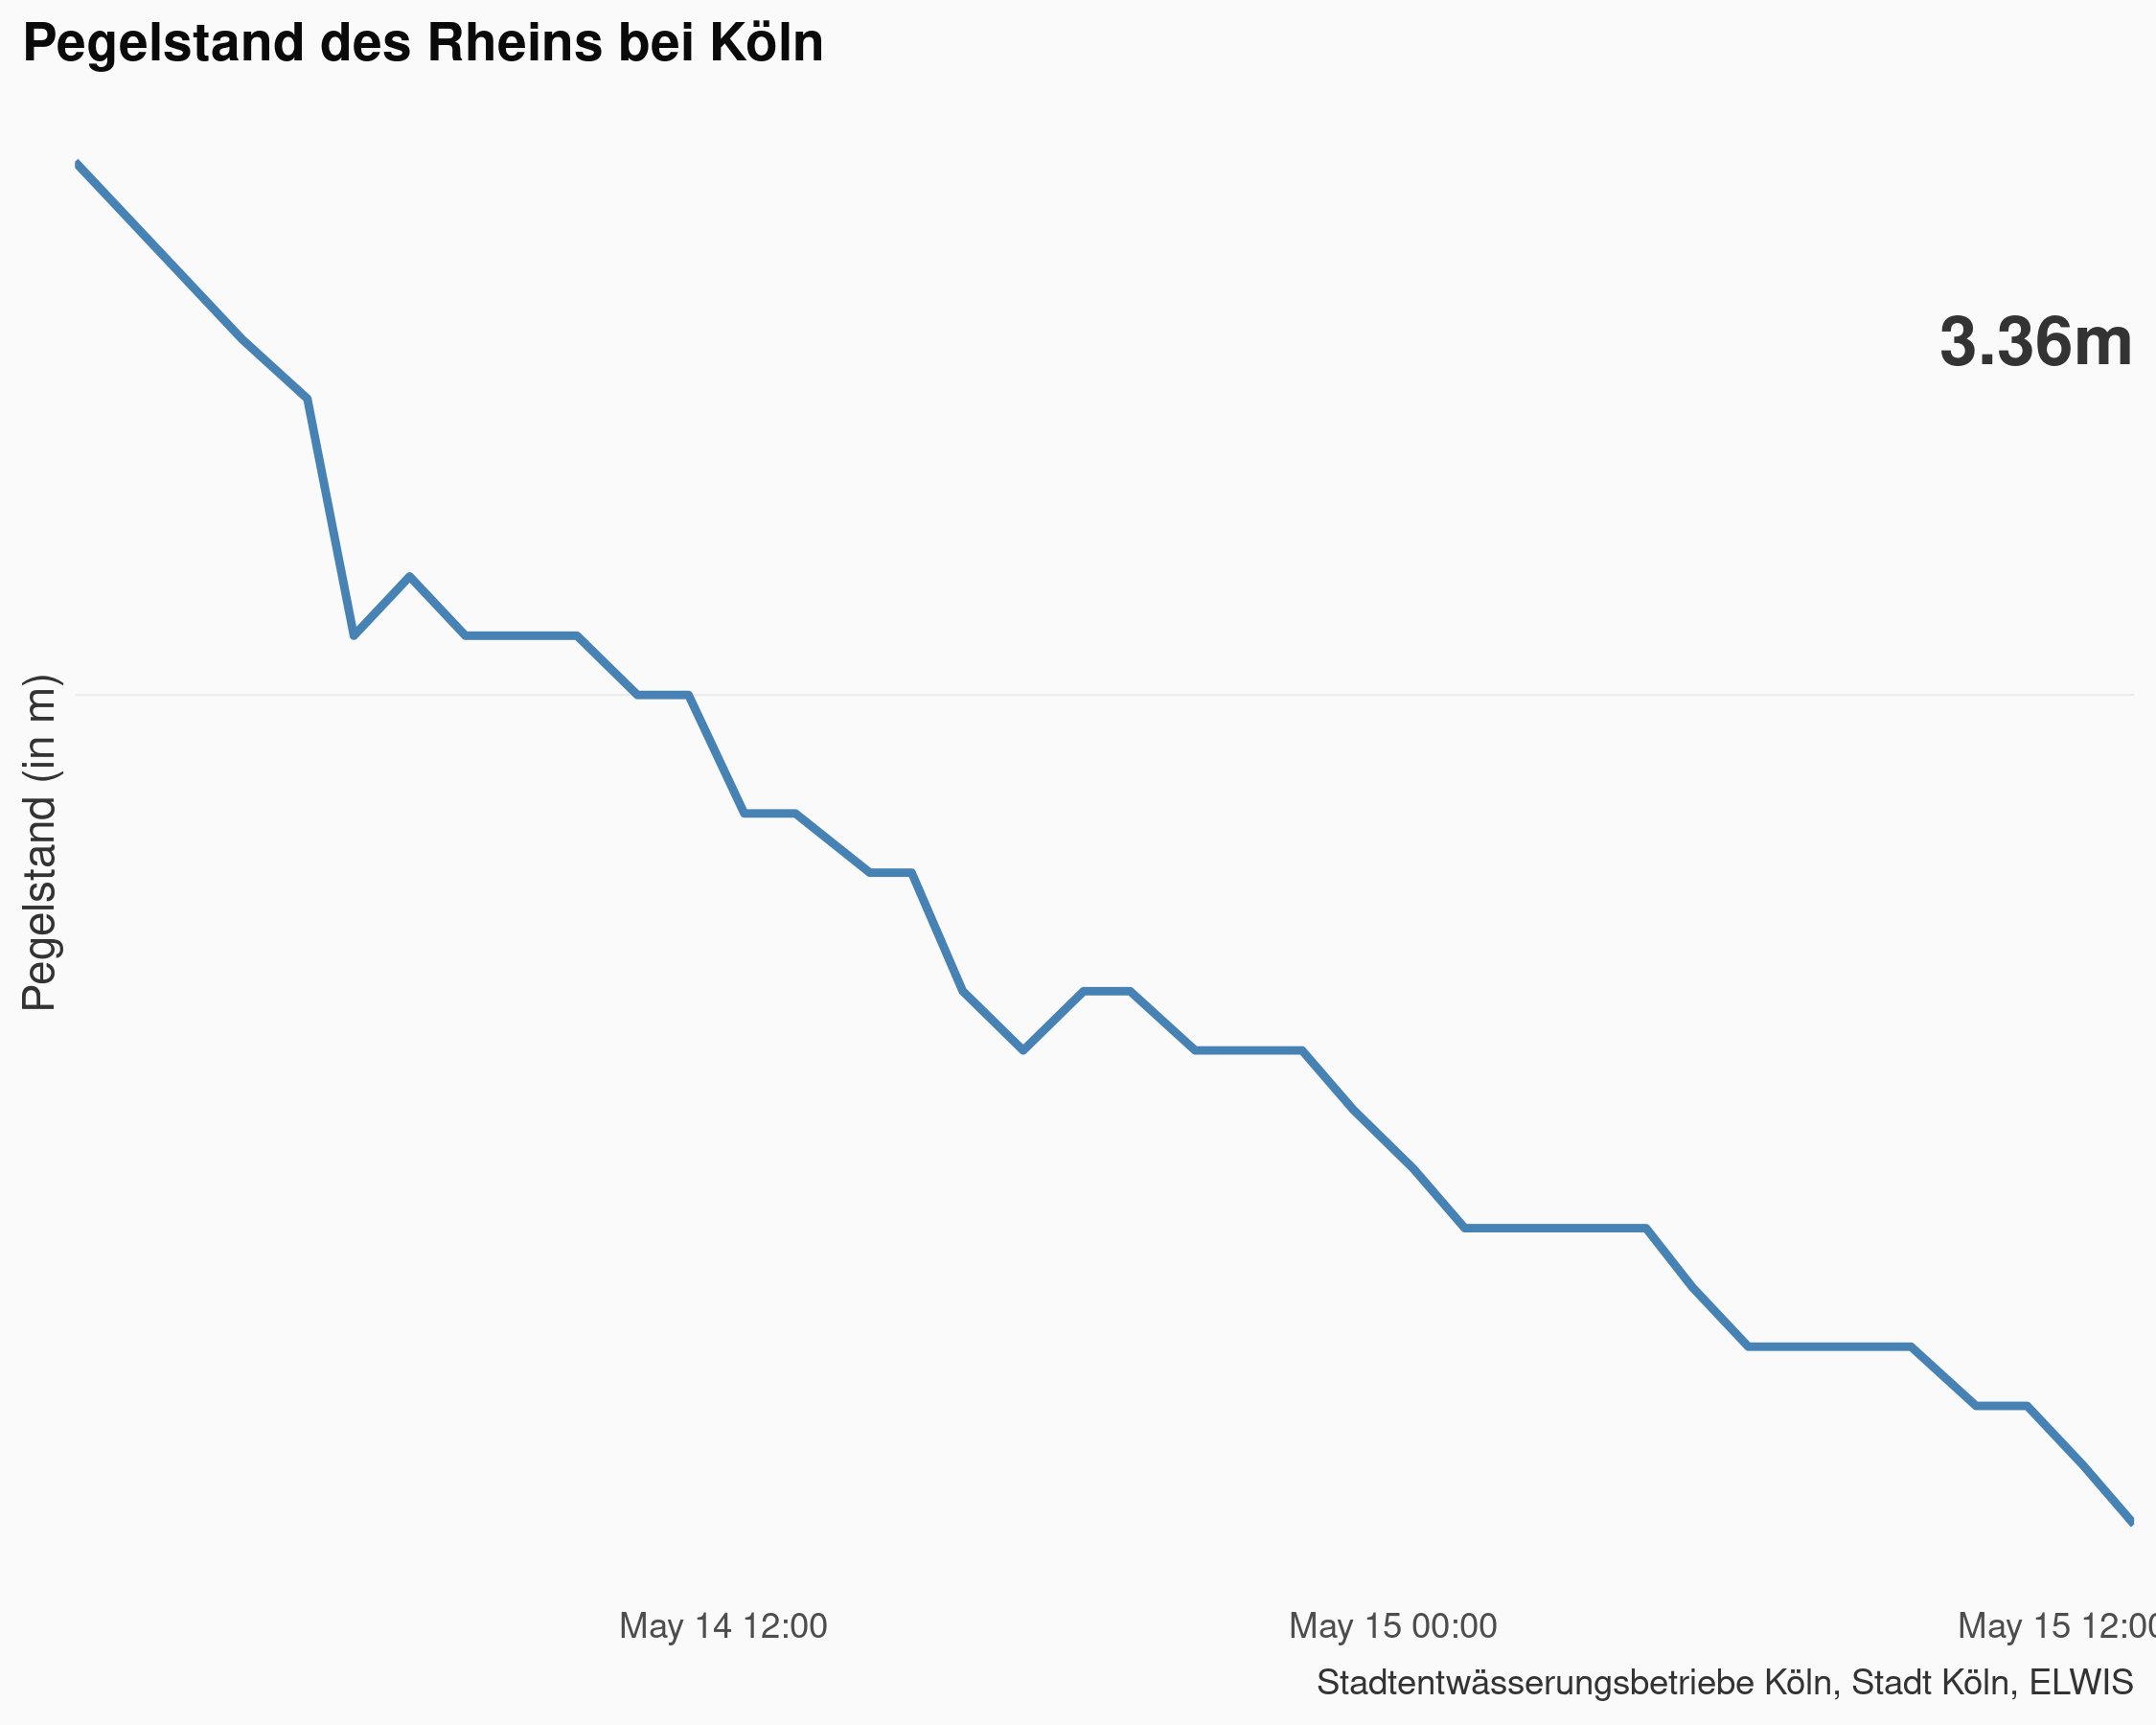 Pegelstand des Rheins bei Köln
3.36m
Pegelstand (in m)
May 14 12:00
May 15 00:00
May 15 12:00
Stadtentwässerungsbetriebe Köln, Stadt Köln, ELWIS